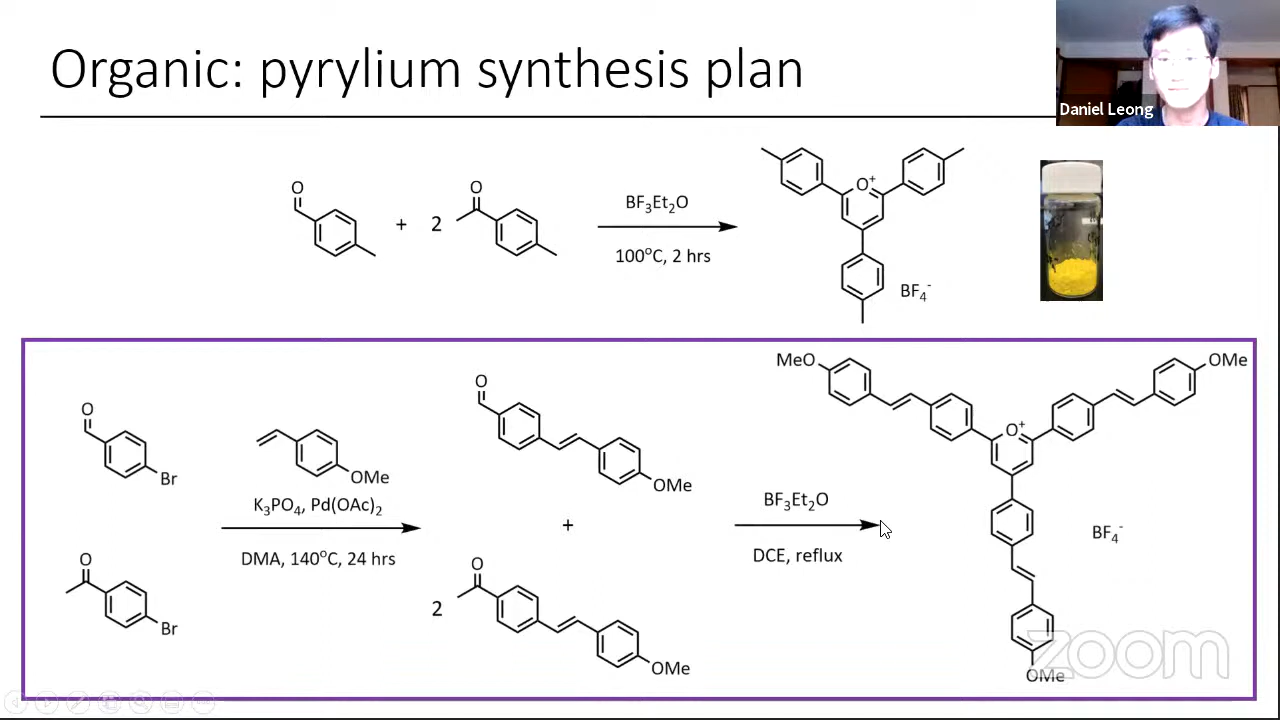 Organic: pyrylium synthesis plan
Daniel Leong
O
+
2
O
BF₃Et₂O
100°C, 2 hrs
O⁺
BF₄⁻
O
Br
O
Br
OMe
K₃PO₄, Pd(OAc)₂
DMA, 140°C, 24 hrs
O
OMe
+
2
O
OMe
BF₃Et₂O
DCE, reflux
MeO
OMe
O⁺
BF₄⁻
OMe
zoom